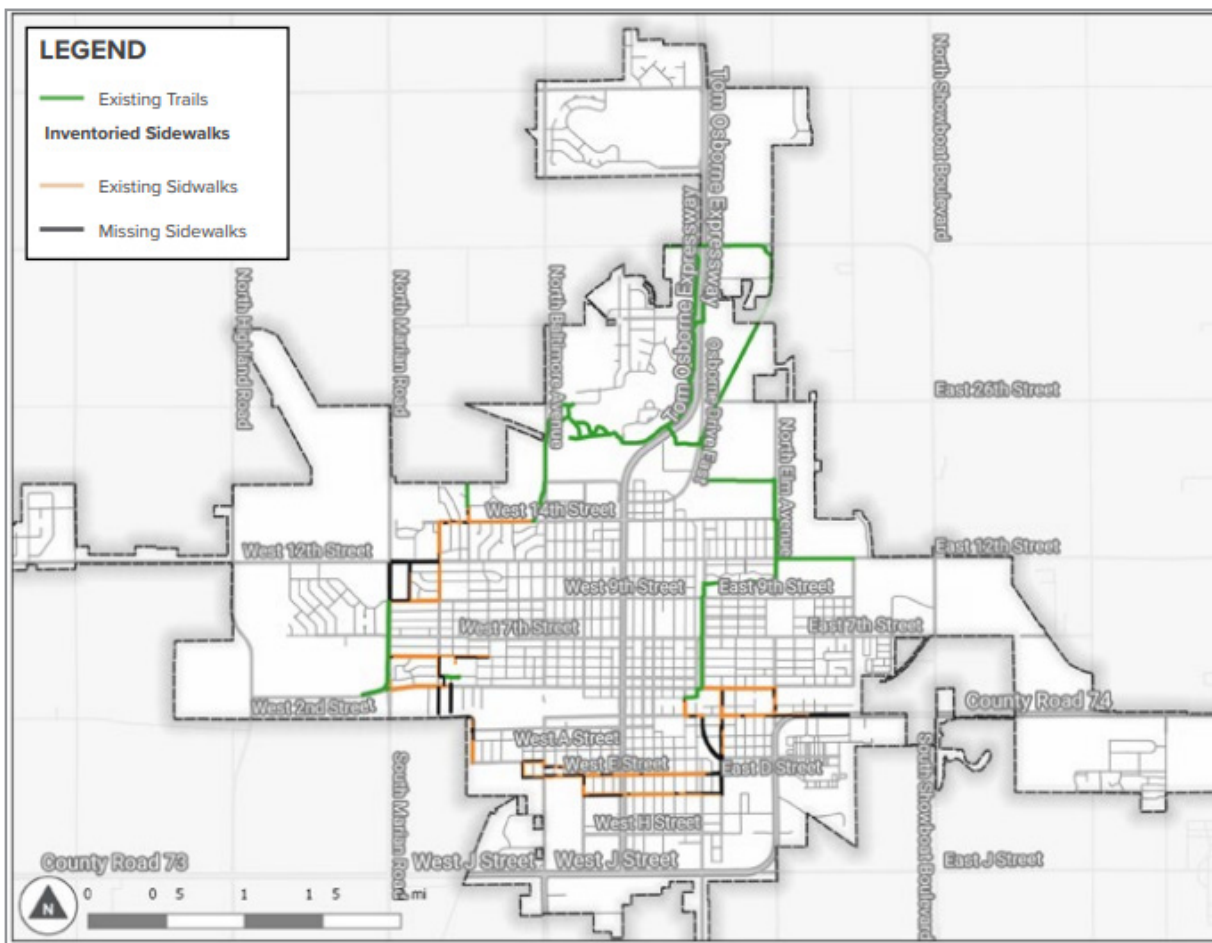 LEGEND
Existing Trails
Inventoried Sidewalks
Existing Sidwalks
Missing Sidewalks
Tom Osborne Expressway
Tom Osborne Expressway
North Showboat Boulevard
North Highland Road
North Marian Road
North Baltimore Avenue
Osborne Drive East
East 26th Street
North Elm Avenue
West 14th Street
West 12th Street
East 12th Street
West 9th Street
East 9th Street
West 7th Street
East 7th Street
West 2nd Street
County Road 74
West A Street
West E Street
East D Street
South Marian Road
South Showboat Boulevard
West H Street
County Road 73
West J Street
West J Street
East J Street
N
0 0 5 1 1 5 mi